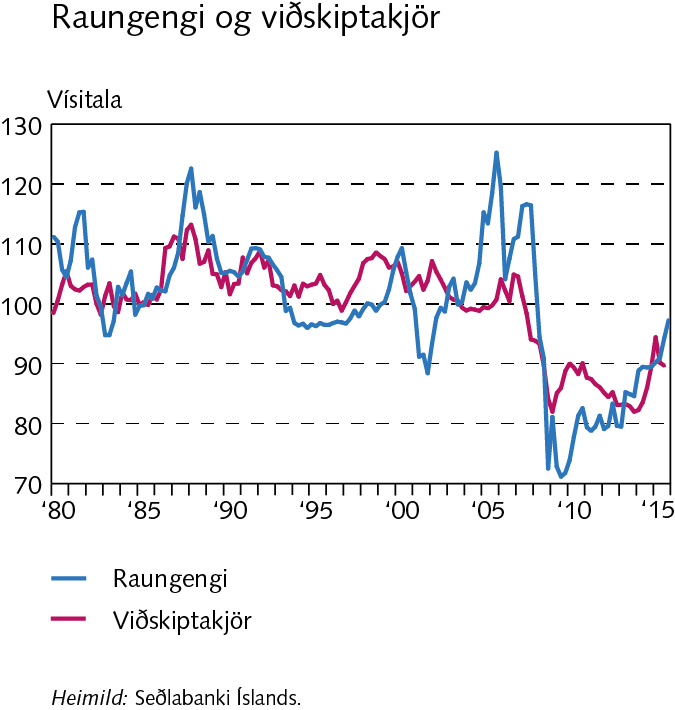 Raungengi og viðskiptakjör
Vísitala
130
120
110
100
90
80
70
‘80 ‘85 ‘90 ‘95 ‘00 ‘05 ‘10 ‘15
Raungengi
Viðskiptakjör
Heimild: Seðlabanki Íslands.